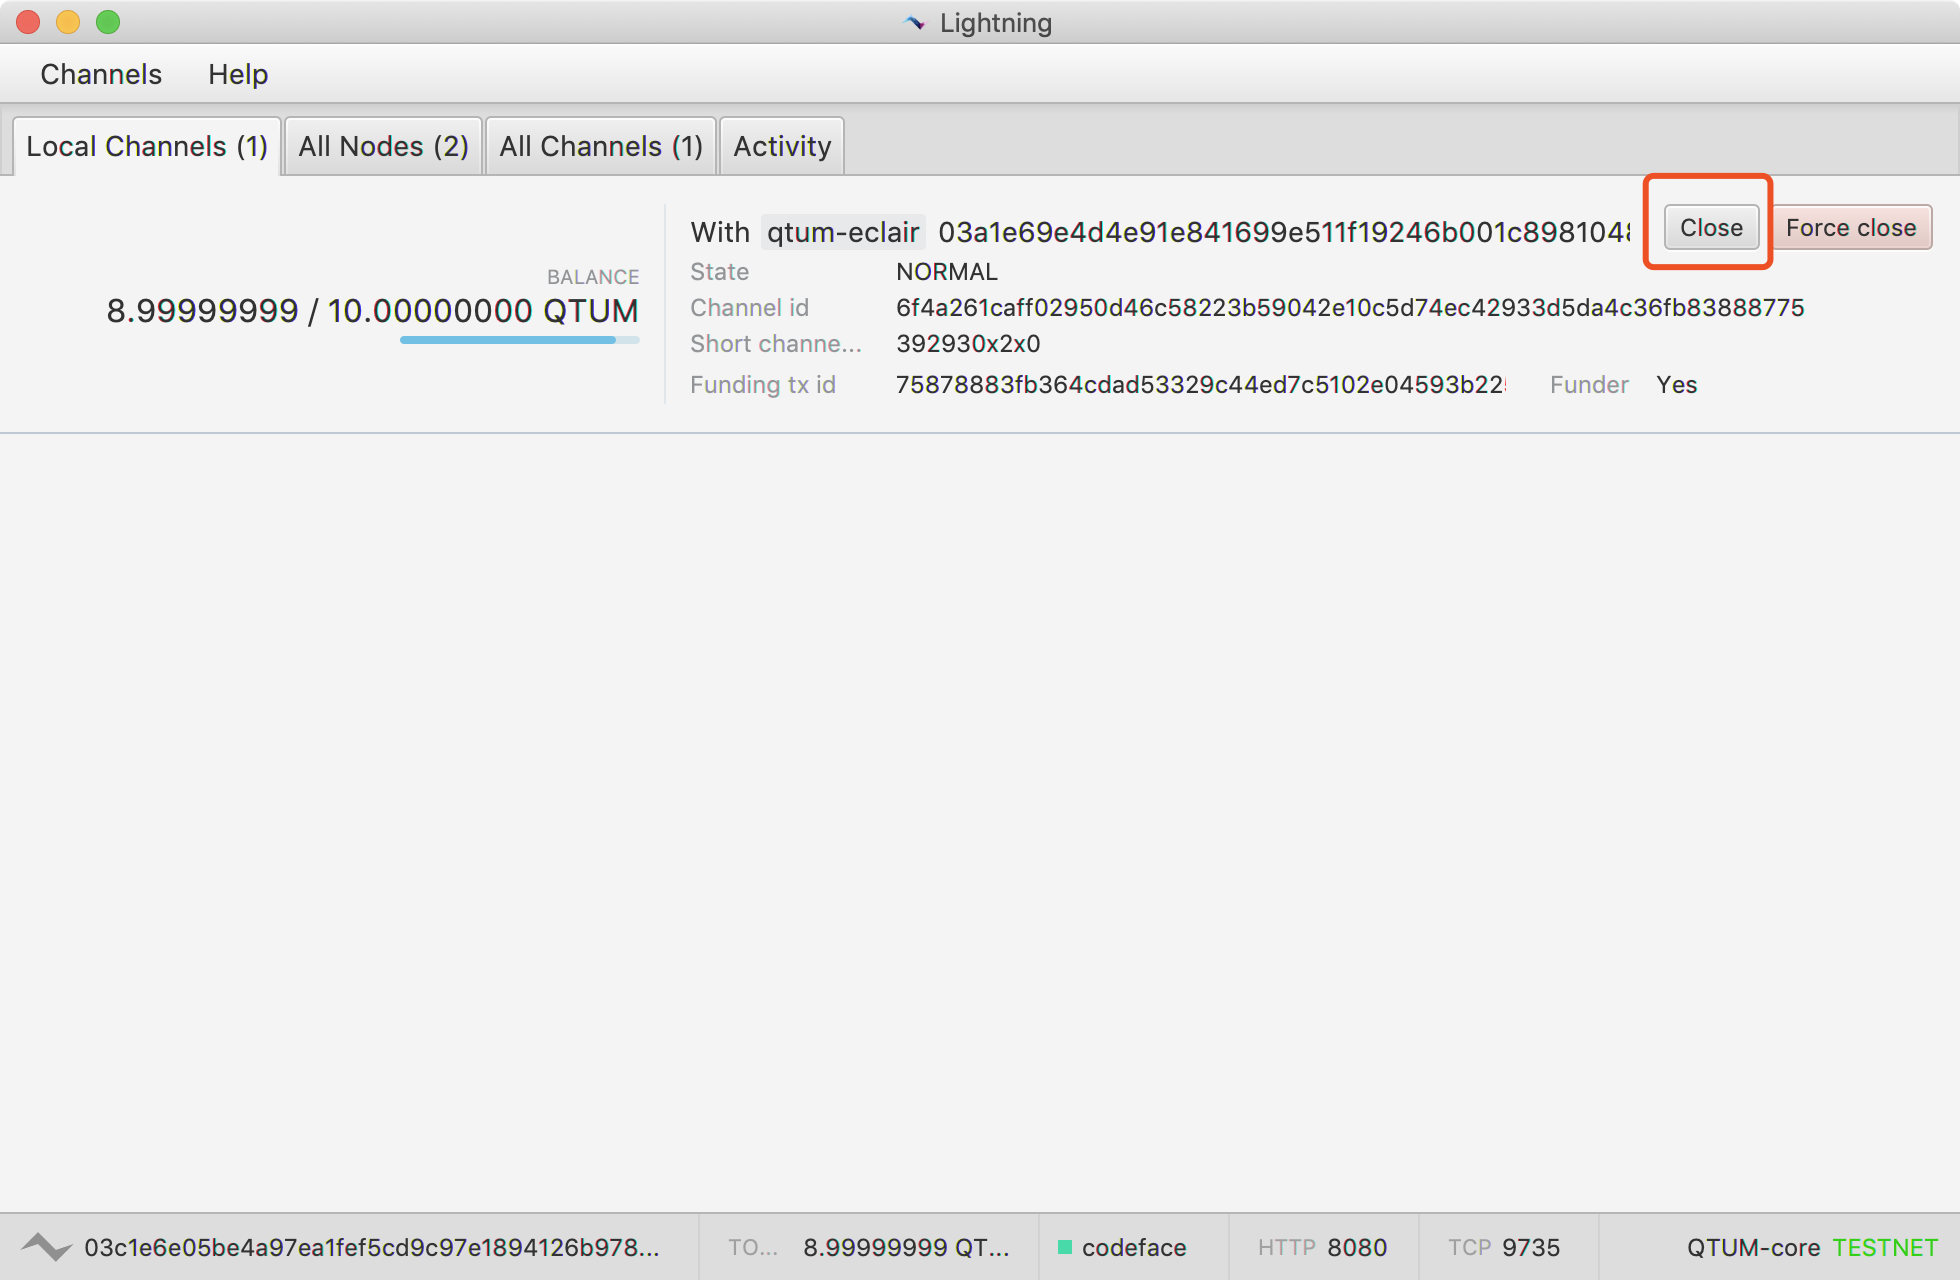 Lightning
Channels Help
Local Channels (1) All Nodes (2) All Channels (1) Activity
With qtum-eclair 03a1e69e4d4e91e841699e511f19246b001c898104 Close Force close
State NORMAL
BALANCE
8.99999999 / 10.00000000 QTUM
Channel id 6f4a261caff02950d46c58223b59042e10c5d74ec42933d5da4c36fb83888775
Short channe... 392930x2x0
Funding tx id 75878883fb364cdad53329c44ed7c5102e04593b22 Funder Yes
03c1e6e05be4a97ea1fef5cd9c97e1894126b978... TO... 8.99999999 QT... codeface HTTP 8080 TCP 9735 QTUM-core TESTNET